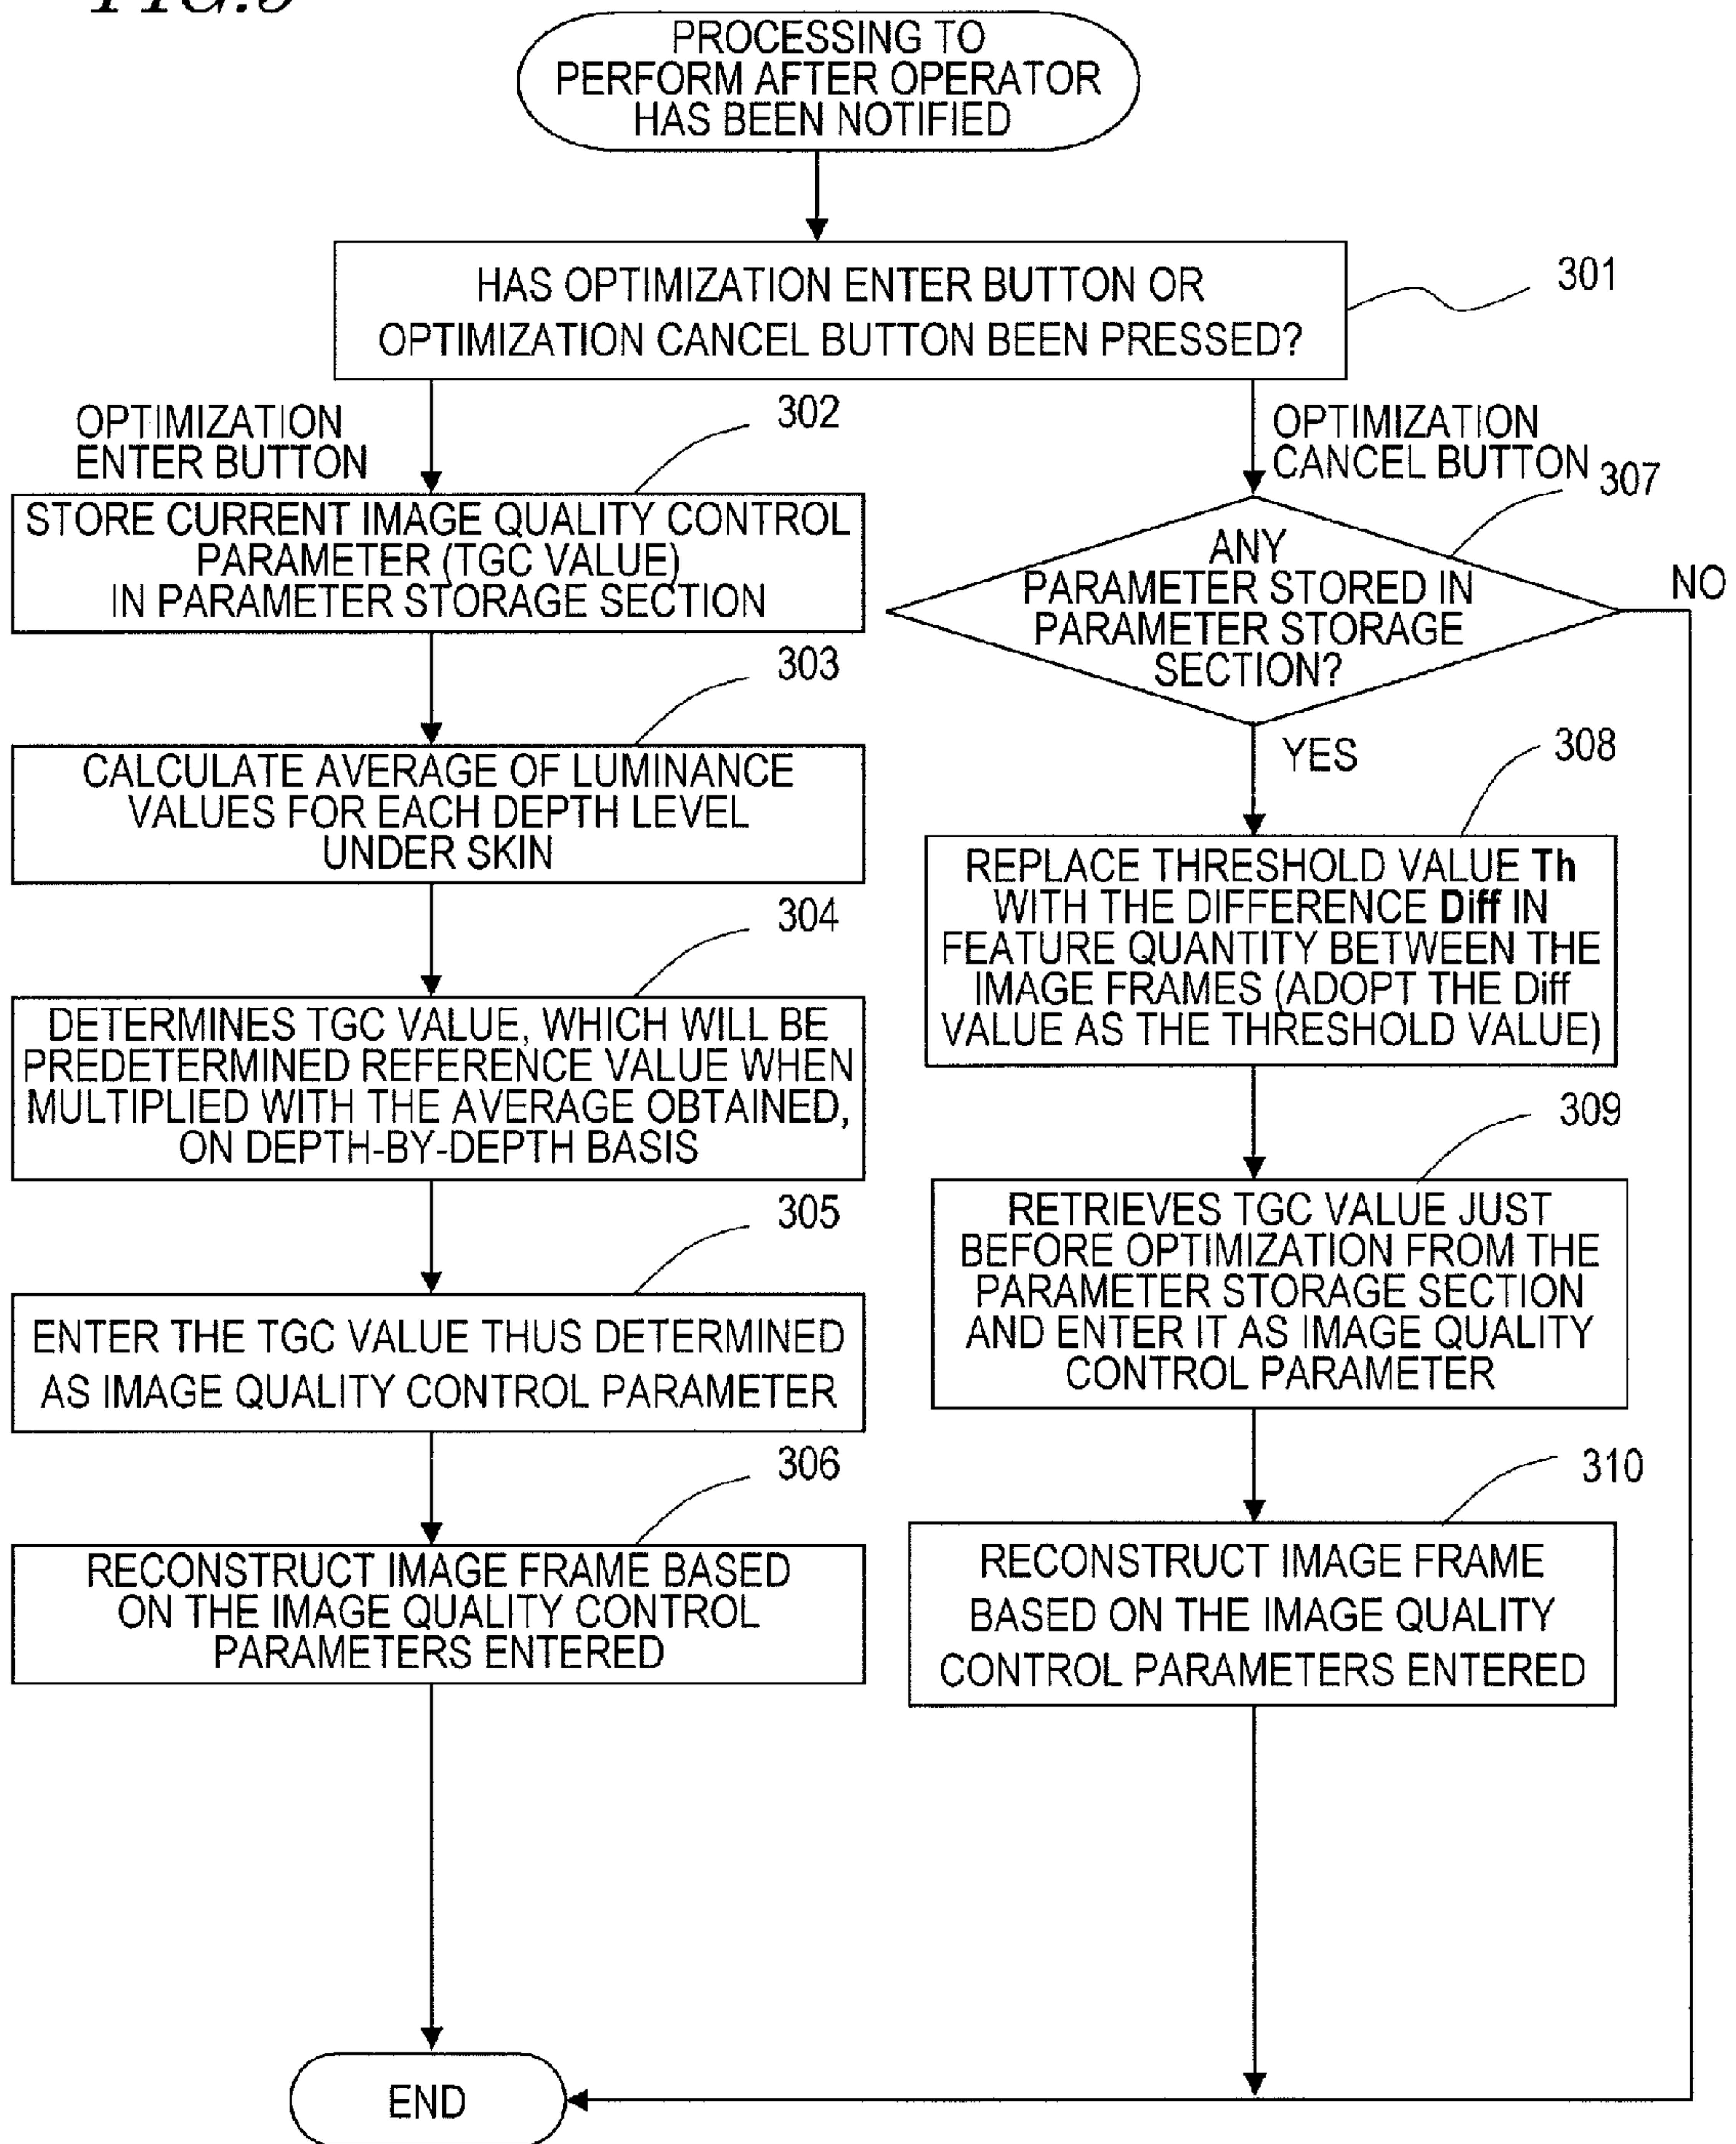 PROCESSING TO
PERFORM AFTER OPERATOR
HAS BEEN NOTIFIED
HAS OPTIMIZATION ENTER BUTTON OR
OPTIMIZATION CANCEL BUTTON BEEN PRESSED?
301
OPTIMIZATION
ENTER BUTTON
302
STORE CURRENT IMAGE QUALITY CONTROL
PARAMETER (TGC VALUE)
IN PARAMETER STORAGE SECTION
303
CALCULATE AVERAGE OF LUMINANCE
VALUES FOR EACH DEPTH LEVEL
UNDER SKIN
304
DETERMINES TGC VALUE, WHICH WILL BE
PREDETERMINED REFERENCE VALUE WHEN
MULTIPLIED WITH THE AVERAGE OBTAINED,
ON DEPTH-BY-DEPTH BASIS
305
ENTER THE TGC VALUE THUS DETERMINED
AS IMAGE QUALITY CONTROL PARAMETER
306
RECONSTRUCT IMAGE FRAME BASED
ON THE IMAGE QUALITY CONTROL
PARAMETERS ENTERED
OPTIMIZATION
CANCEL BUTTON
307
ANY
PARAMETER STORED IN
PARAMETER STORAGE
SECTION?
NO
YES
308
REPLACE THRESHOLD VALUE Th
WITH THE DIFFERENCE Diff IN
FEATURE QUANTITY BETWEEN THE
IMAGE FRAMES (ADOPT THE Diff
VALUE AS THE THRESHOLD VALUE)
309
RETRIEVES TGC VALUE JUST
BEFORE OPTIMIZATION FROM THE
PARAMETER STORAGE SECTION
AND ENTER IT AS IMAGE QUALITY
CONTROL PARAMETER
310
RECONSTRUCT IMAGE FRAME
BASED ON THE IMAGE QUALITY
CONTROL PARAMETERS ENTERED
END